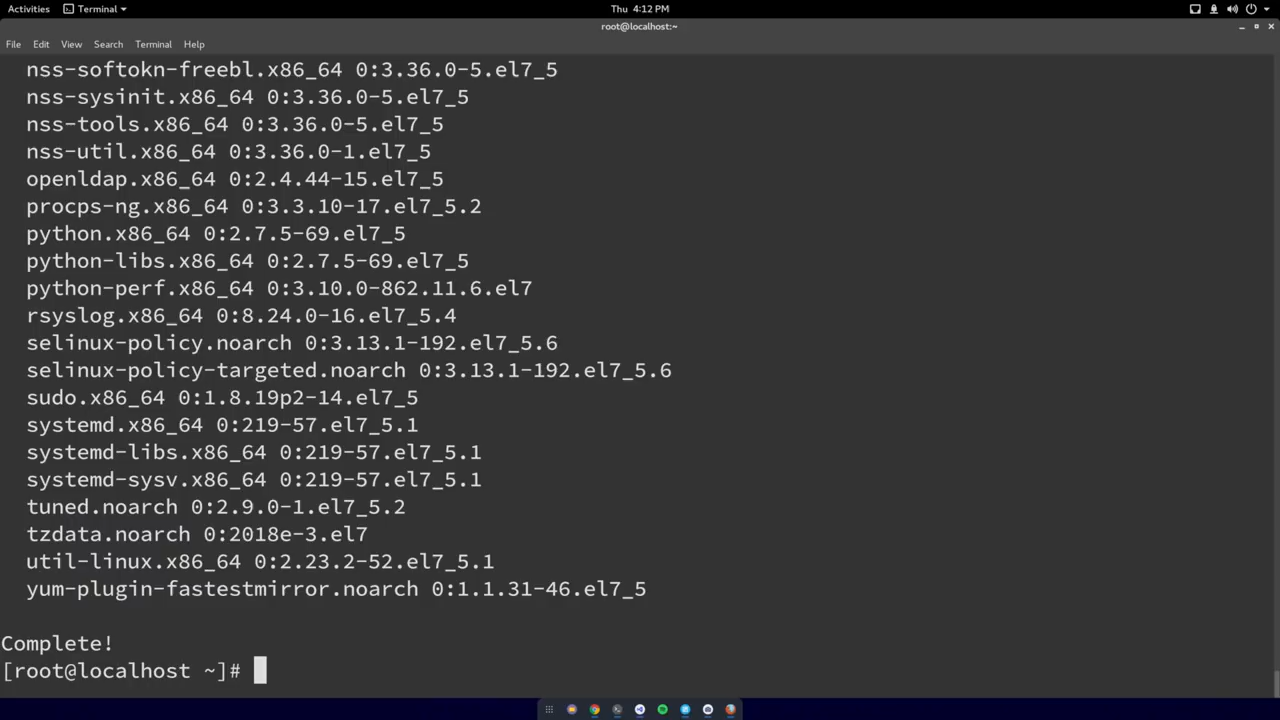 Activities Terminal Thu 4:12 PM
root@localhost:~
File Edit View Search Terminal Help
nss-softokn-freebl.x86_64 0:3.36.0-5.el7_5
nss-sysinit.x86_64 0:3.36.0-5.el7_5
nss-tools.x86_64 0:3.36.0-5.el7_5
nss-util.x86_64 0:3.36.0-1.el7_5
openldap.x86_64 0:2.4.44-15.el7_5
procps-ng.x86_64 0:3.3.10-17.el7_5.2
python.x86_64 0:2.7.5-69.el7_5
python-libs.x86_64 0:2.7.5-69.el7_5
python-perf.x86_64 0:3.10.0-862.11.6.el7
rsyslog.x86_64 0:8.24.0-16.el7_5.4
selinux-policy.noarch 0:3.13.1-192.el7_5.6
selinux-policy-targeted.noarch 0:3.13.1-192.el7_5.6
sudo.x86_64 0:1.8.19p2-14.el7_5
systemd.x86_64 0:219-57.el7_5.1
systemd-libs.x86_64 0:219-57.el7_5.1
systemd-sysv.x86_64 0:219-57.el7_5.1
tuned.noarch 0:2.9.0-1.el7_5.2
tzdata.noarch 0:2018e-3.el7
util-linux.x86_64 0:2.23.2-52.el7_5.1
yum-plugin-fastestmirror.noarch 0:1.1.31-46.el7_5
Complete!
[root@localhost ~]#